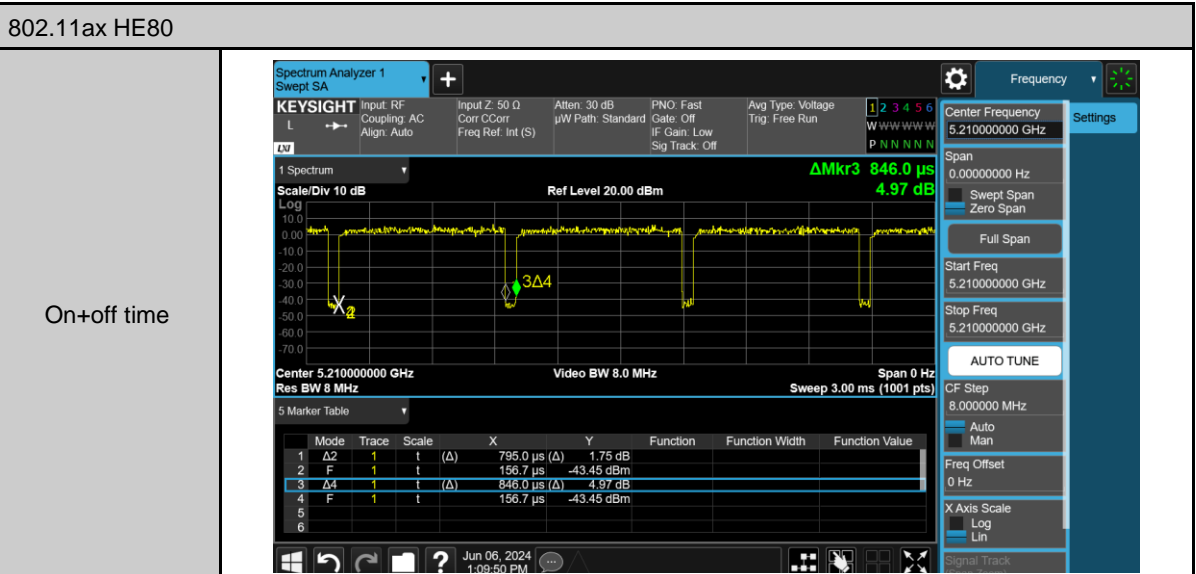 802.11ax HE80
On+off time
Spectrum Analyzer 1
Swept SA
Frequency
KEYSIGHT
L
LXI
Input: RF
Coupling: AC
Align: Auto
Input Z: 50 Ω
Corr CCorr
Freq Ref: Int (S)
Atten: 30 dB
µW Path: Standard
PNO: Fast
Gate: Off
IF Gain: Low
Sig Track: Off
Avg Type: Voltage
Trig: Free Run
1 2 3 4 5 6
W W W W W W
P N N N N N
Settings
Center Frequency
5.210000000 GHz
Span
0.00000000 Hz
Swept Span
Zero Span
Full Span
Start Freq
5.210000000 GHz
Stop Freq
5.210000000 GHz
AUTO TUNE
CF Step
8.000000 MHz
Auto
Man
Freq Offset
0 Hz
X Axis Scale
Log
Lin
Signal Track
1 Spectrum
ΔMkr3 846.0 µs
4.97 dB
Scale/Div 10 dB
Ref Level 20.00 dBm
Log
10.0
0.00
-10.0
-20.0
-30.0
-40.0
-50.0
-60.0
-70.0
3Δ4
Center 5.210000000 GHz
Video BW 8.0 MHz
Span 0 Hz
Res BW 8 MHz
Sweep 3.00 ms (1001 pts)
5 Marker Table
Mode Trace Scale X Y Function Function Width Function Value
1 Δ2 1 t (Δ) 795.0 µs (Δ) 1.75 dB
2 F 1 t 156.7 µs -43.45 dBm
3 Δ4 1 t (Δ) 846.0 µs (Δ) 4.97 dB
4 F 1 t 156.7 µs -43.45 dBm
5
6
Jun 06, 2024
1:09:50 PM